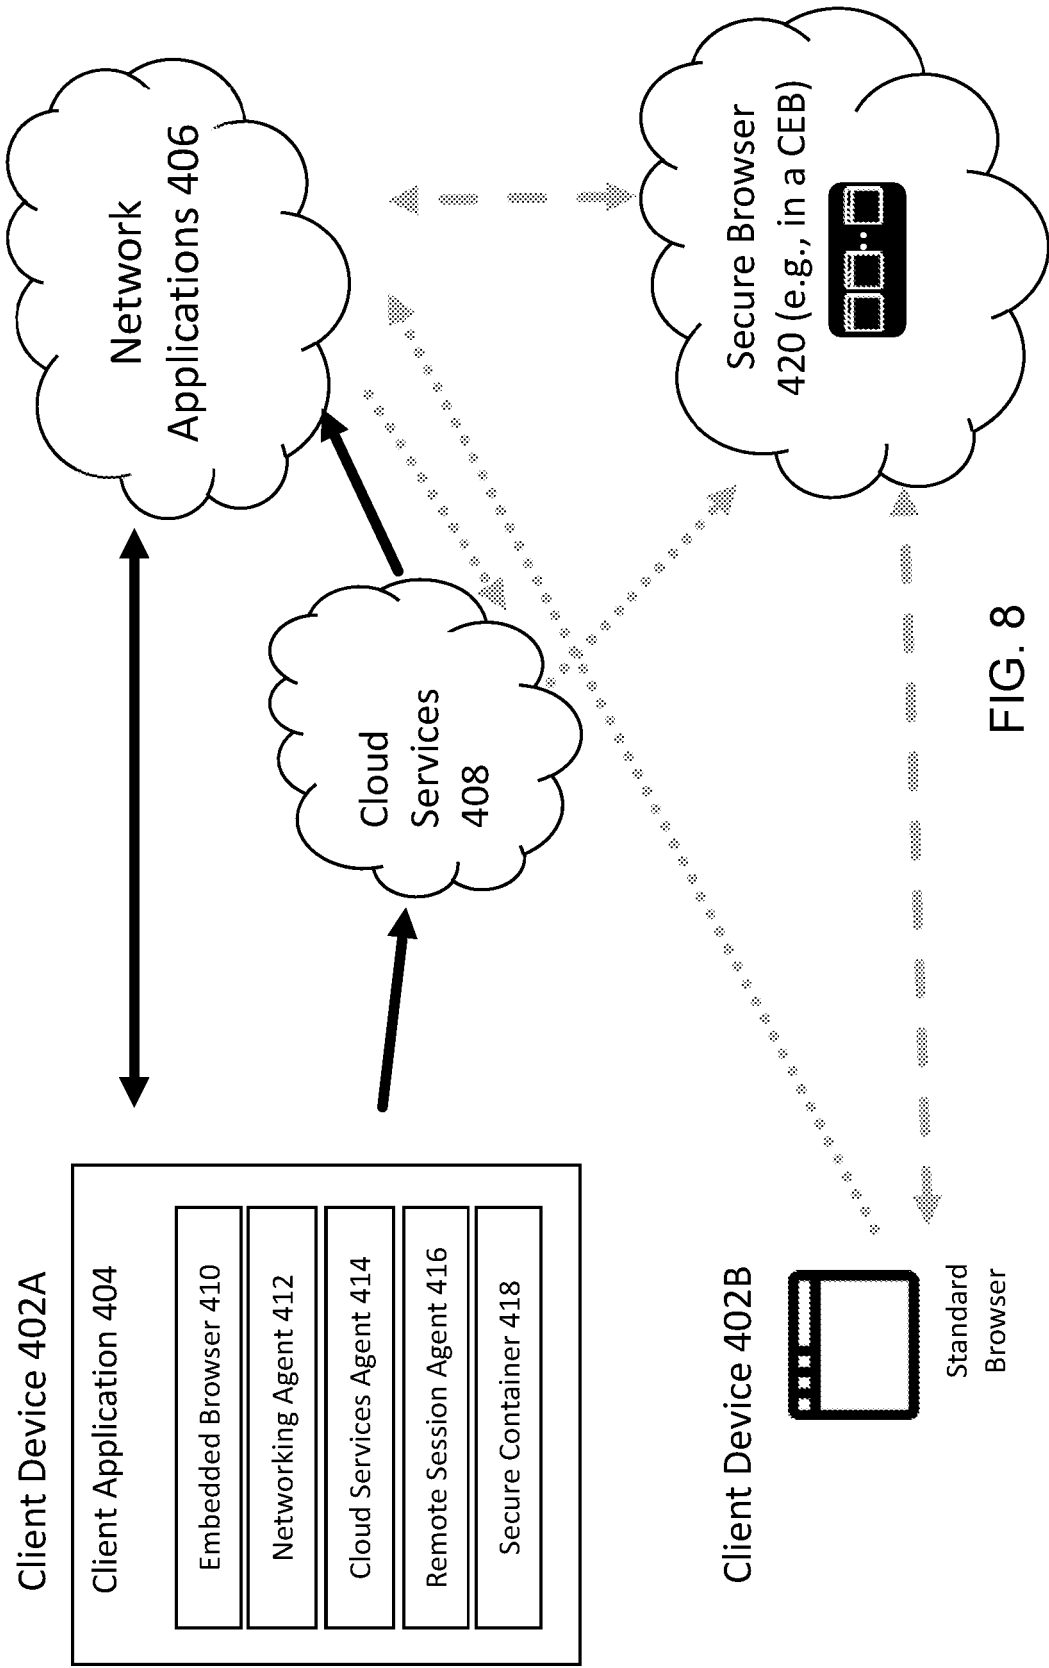 Client Device 402A
Client Application 404
Embedded Browser 410
Networking Agent 412
Cloud Services Agent 414
Remote Session Agent 416
Secure Container 418
Network
Applications 406
Cloud
Services
408
Client Device 402B
Standard
Browser
Secure Browser
420 (e.g., in a CEB)
FIG. 8